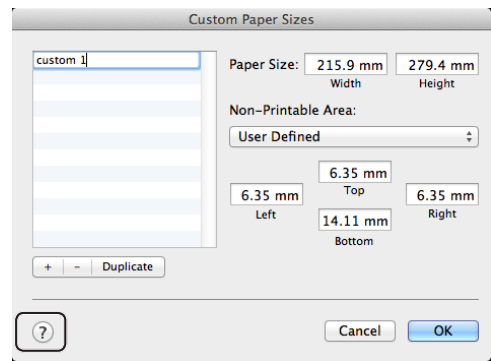 Custom Paper Sizes
custom 1
Paper Size: 215.9 mm 279.4 mm
Width Height
Non-Printable Area:
User Defined
6.35 mm
Top
6.35 mm 6.35 mm
Left Right
14.11 mm
Bottom
+ - Duplicate
? Cancel OK